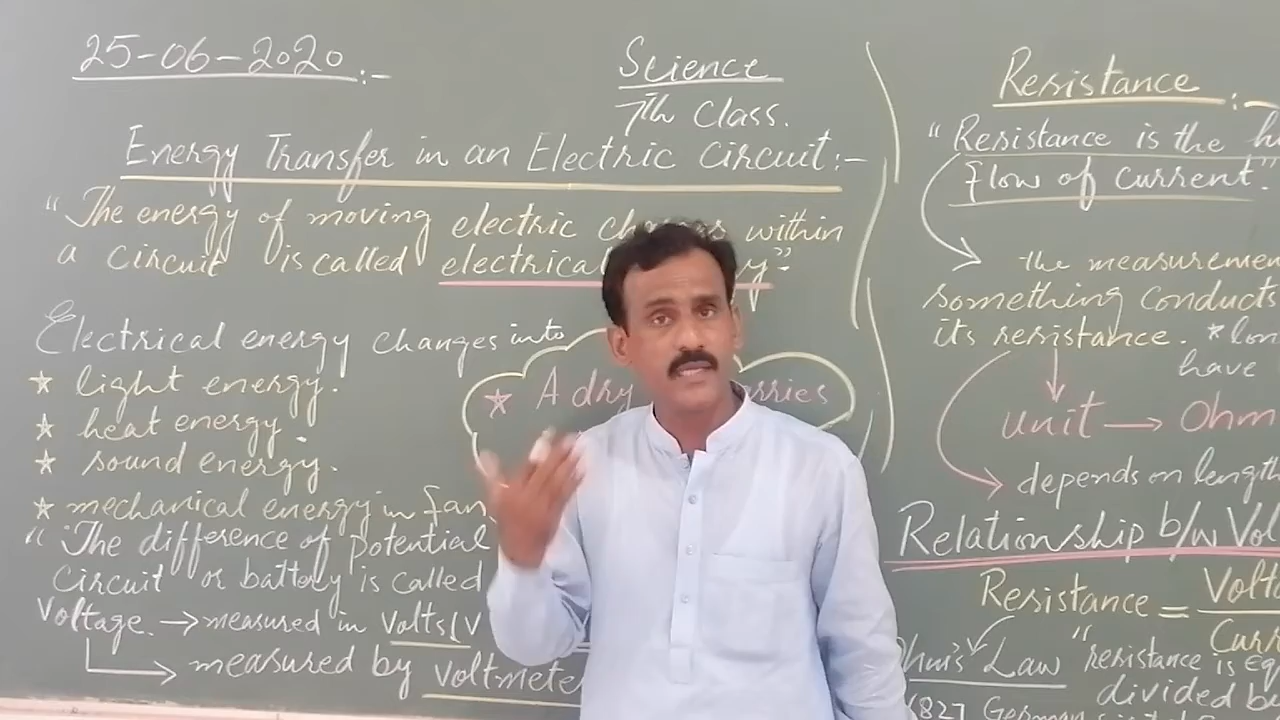 25-06-2020:-
Science
7th Class.
Energy Transfer in an Electric Circuit:-
"The energy of moving electric charges within
a circuit is called electrical y"-
Electrical energy changes into
* light energy.
* heat energy.
* sound energy.
* mechanical energy in fan
* A dry
"The difference of potential
circuit or battery is called
Voltage. → measured in Volts(V
measured by voltmete
Resistance:-
"Resistance is the h
flow of current."
the measuremen
something conducts
its resistance. * lon
have
unit → Ohm
depends on length
Relationship b/w Vol
Resistance = Volta
Curr
Ohm's Law "resistance is eq
divided b
1827 German